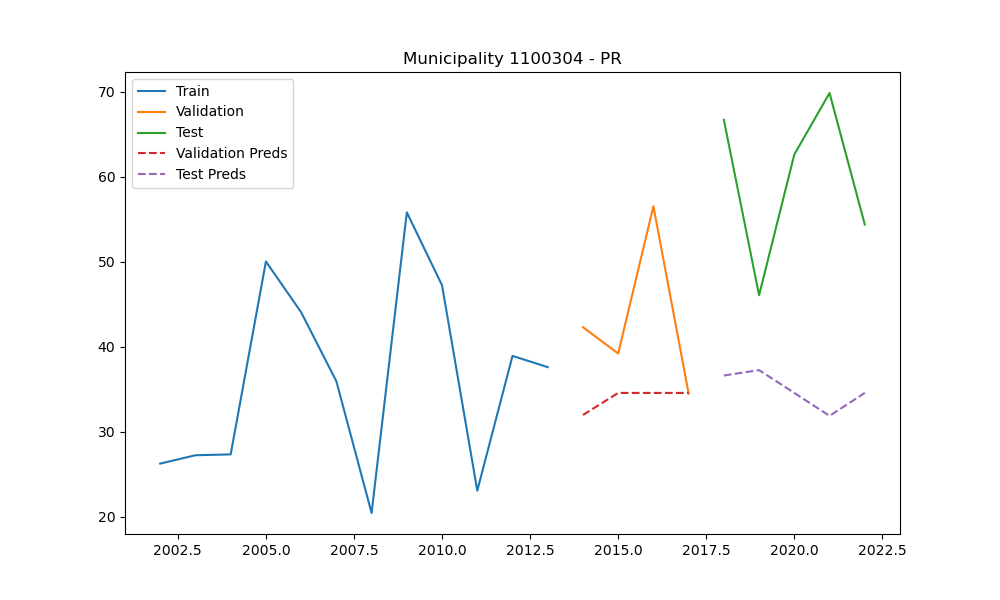 Municipality 1100304 - PR
Train
Validation
Test
Validation Preds
Test Preds
70
60
50
40
30
20
2002.5 2005.0 2007.5 2010.0 2012.5 2015.0 2017.5 2020.0 2022.5